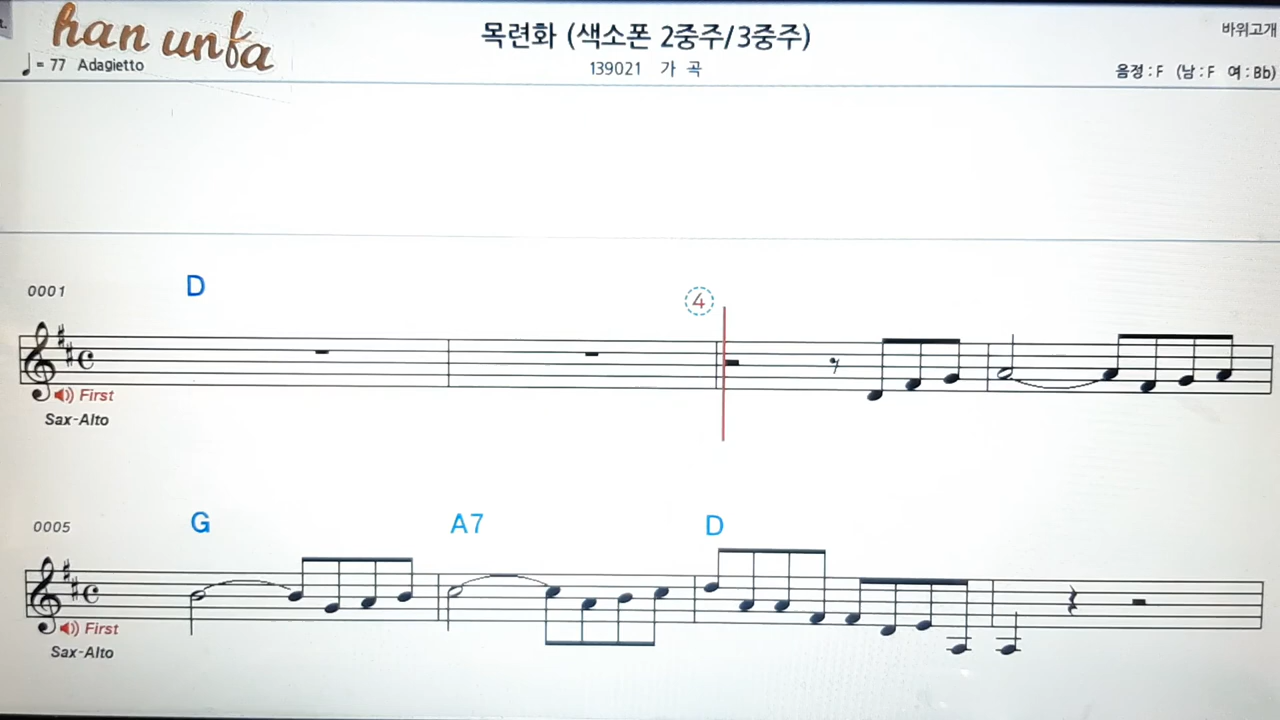 han unfa
목련화 (색소폰 2중주/3중주)
바위고개
♩= 77 Adagietto
139021 가 곡
음정 : F (남 : F 여 : Bb)
0001
D
4
First
Sax-Alto
0005
G A7 D
First
Sax-Alto